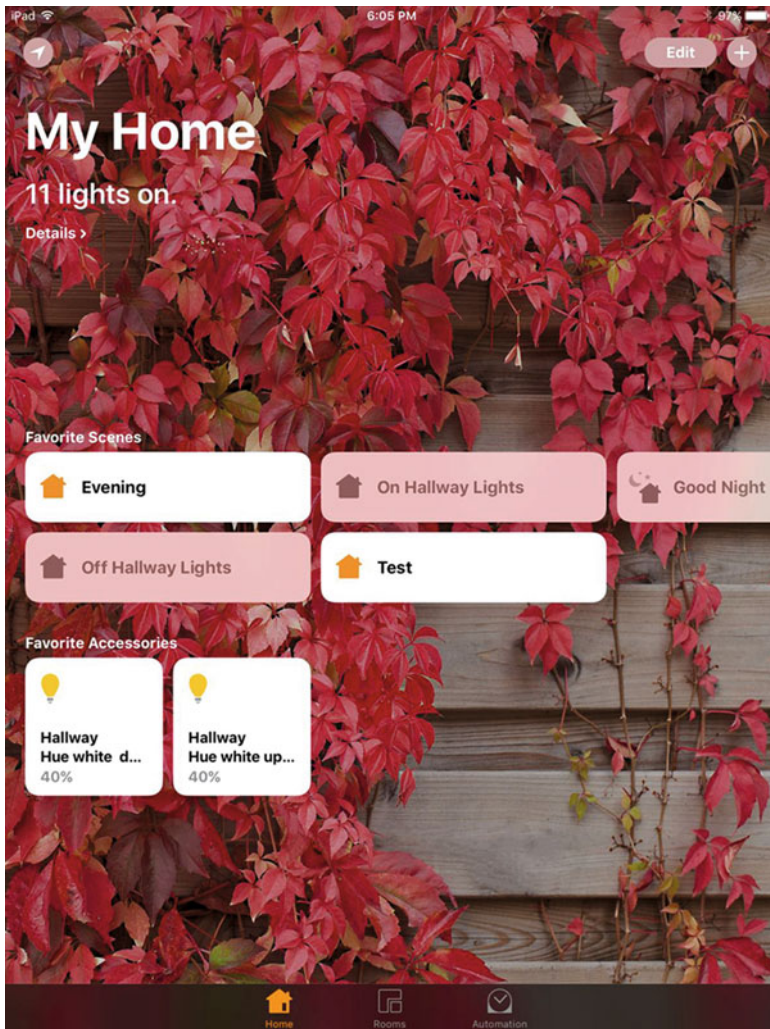 iPad
6:05 PM
97%
Edit
My Home
11 lights on.
Details >
Favorite Scenes
Evening
On Hallway Lights
Good Night
Off Hallway Lights
Test
Favorite Accessories
Hallway
Hue white d...
40%
Hallway
Hue white up...
40%
Home
Rooms
Automation